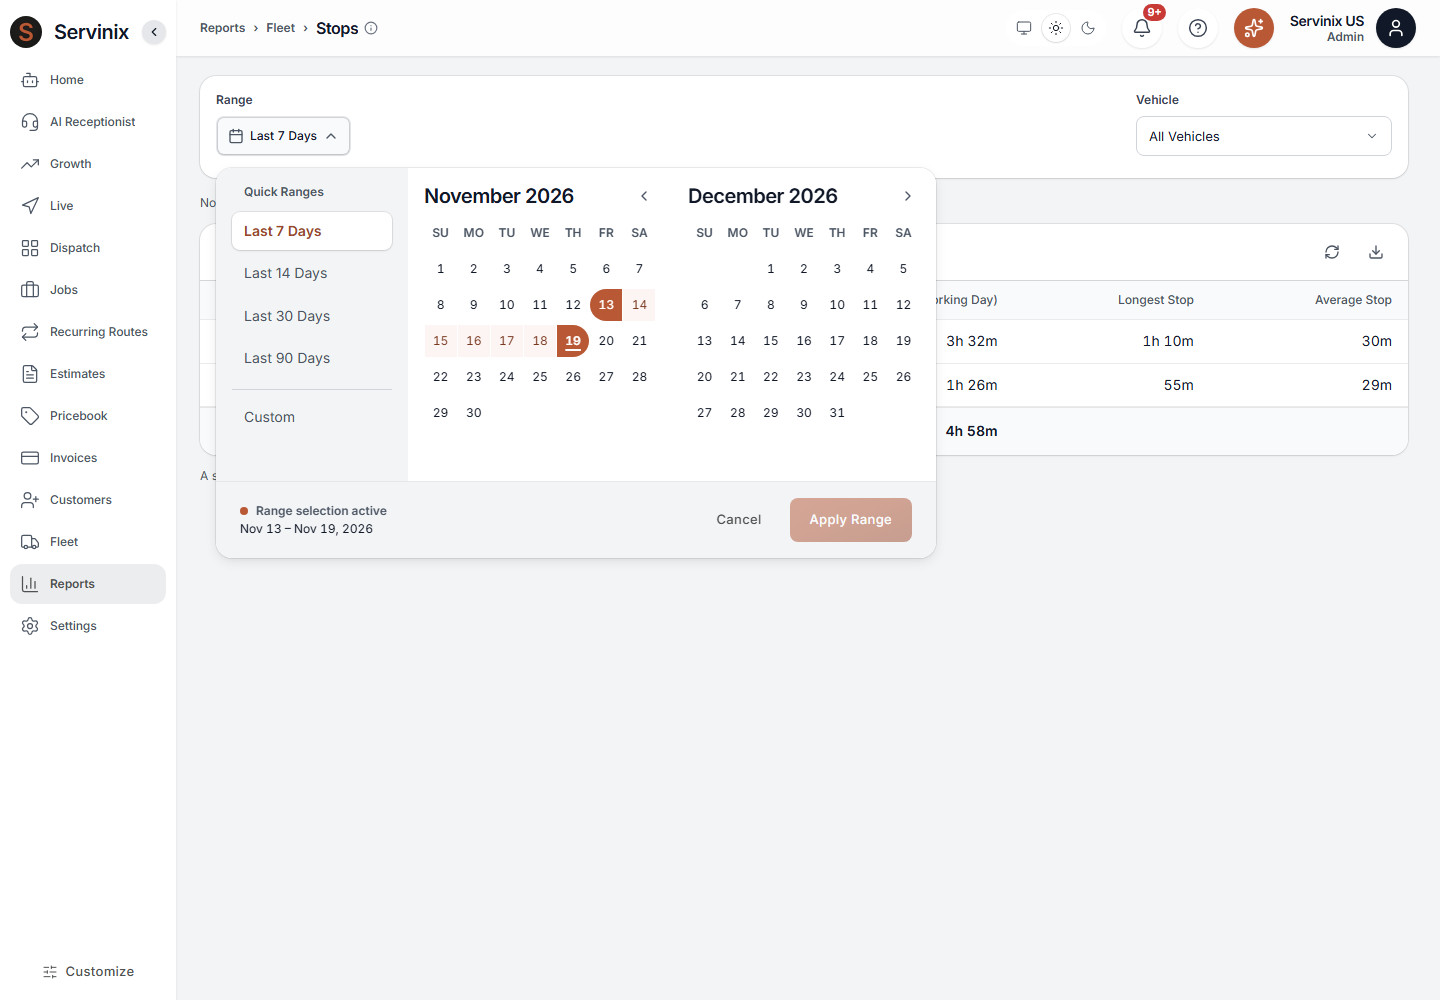 Servinix
Home
AI Receptionist
Growth
Live
Dispatch
Jobs
Recurring Routes
Estimates
Pricebook
Invoices
Customers
Fleet
Reports
Settings
Customize
Reports › Fleet › Stops
9+
Servinix US
Admin
Range
Last 7 Days
Vehicle
All Vehicles
Quick Ranges
Last 7 Days
Last 14 Days
Last 30 Days
Last 90 Days
Custom
November 2026
SU MO TU WE TH FR SA
1 2 3 4 5 6 7
8 9 10 11 12 13 14
15 16 17 18 19 20 21
22 23 24 25 26 27 28
29 30
December 2026
SU MO TU WE TH FR SA
1 2 3 4 5
6 7 8 9 10 11 12
13 14 15 16 17 18 19
20 21 22 23 24 25 26
27 28 29 30 31
Range selection active
Nov 13 – Nov 19, 2026
Cancel
Apply Range
Day) Longest Stop Average Stop
3h 32m 1h 10m 30m
1h 26m 55m 29m
4h 58m
A